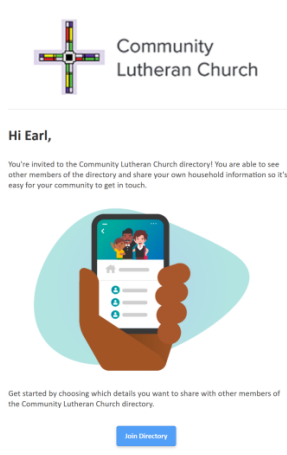 Community
Lutheran Church
Hi Earl,
You're invited to the Community Lutheran Church directory! You are able to see
other members of the directory and share your own household information so it's
easy for your community to get in touch.
Get started by choosing which details you want to share with other members of
the Community Lutheran Church directory.
Join Directory